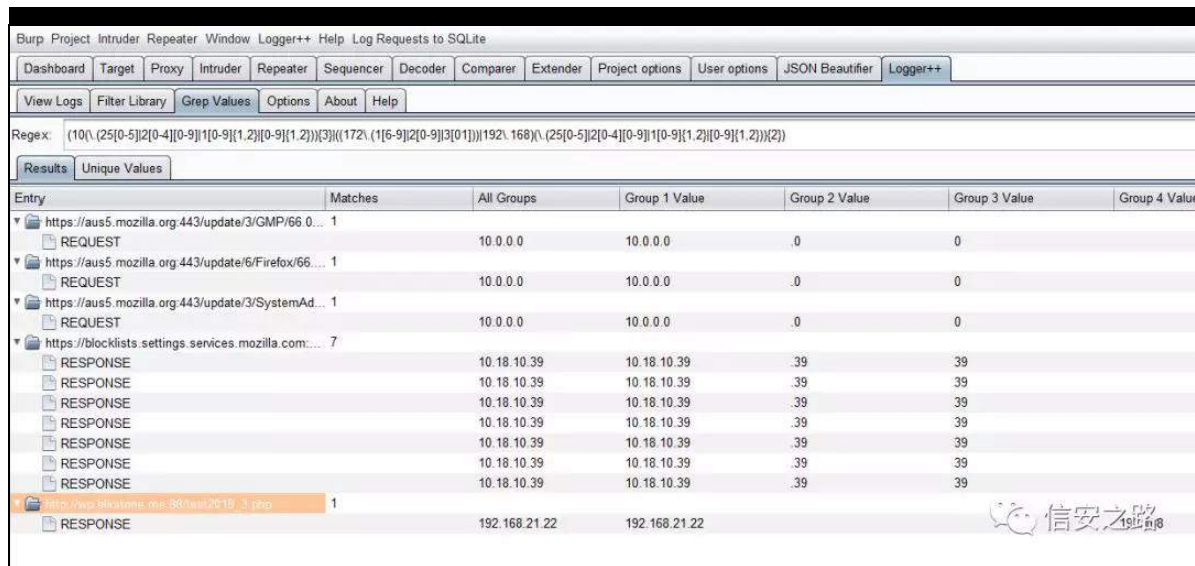 Burp Project Intruder Repeater Window Logger++ Help Log Requests to SQLite
Dashboard Target Proxy Intruder Repeater Sequencer Decoder Comparer Extender Project options User options JSON Beautifier Logger++
View Logs Filter Library Grep Values Options About Help
Regex: (10(\.(25[0-5]|2[0-4][0-9]|1[0-9]{1,2}|[0-9]{1,2})){3}|((172\.(1[6-9]|2[0-9]|3[01]))|192\.168)(\.(25[0-5]|2[0-4][0-9]|1[0-9]{1,2}|[0-9]{1,2})){2})
Results Unique Values
Entry Matches All Groups Group 1 Value Group 2 Value Group 3 Value Group 4 Value
https://aus5.mozilla.org:443/update/3/GMP/66.0... 1
REQUEST 10.0.0.0 10.0.0.0 .0 0
https://aus5.mozilla.org:443/update/6/Firefox/66.... 1
REQUEST 10.0.0.0 10.0.0.0 .0 0
https://aus5.mozilla.org:443/update/3/SystemAd... 1
REQUEST 10.0.0.0 10.0.0.0 .0 0
https://blocklists.settings.services.mozilla.com:... 7
RESPONSE 10.18.10.39 10.18.10.39 .39 39
RESPONSE 10.18.10.39 10.18.10.39 .39 39
RESPONSE 10.18.10.39 10.18.10.39 .39 39
RESPONSE 10.18.10.39 10.18.10.39 .39 39
RESPONSE 10.18.10.39 10.18.10.39 .39 39
RESPONSE 10.18.10.39 10.18.10.39 .39 39
RESPONSE 10.18.10.39 10.18.10.39 .39 39
1
RESPONSE 192.168.21.22 192.168.21.22
信安之路